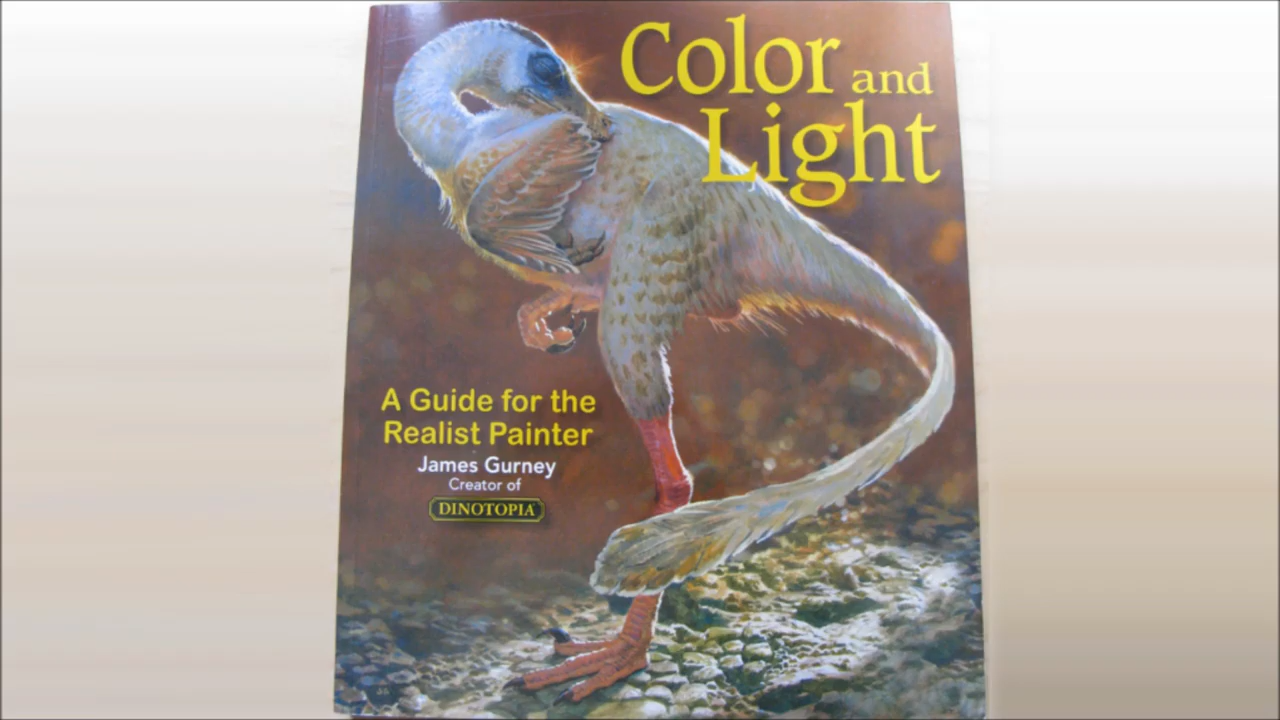 Color and
Light
A Guide for the
Realist Painter
James Gurney
Creator of
DINOTOPIA